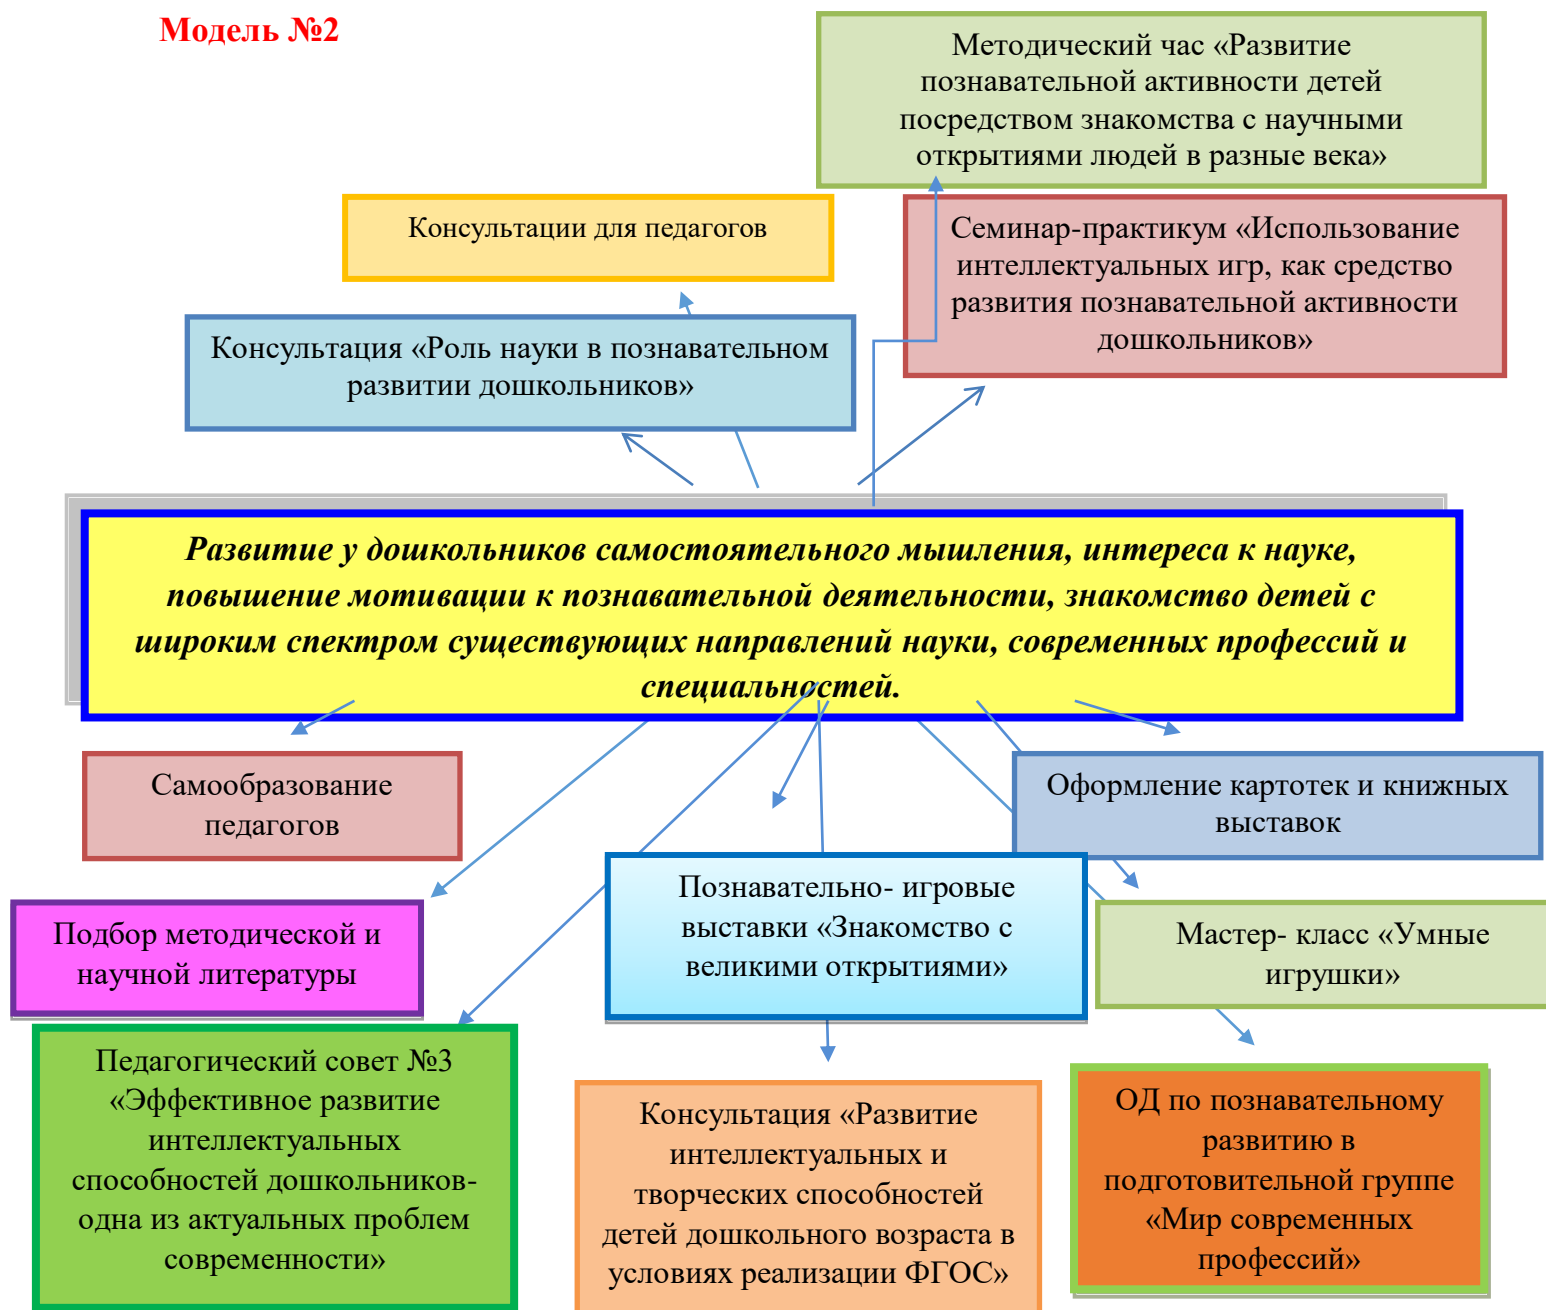 Модель №2
Методический час «Развитие
познавательной активности детей
посредством знакомства с научными
открытиями людей в разные века»
Консультации для педагогов
Семинар-практикум «Использование
интеллектуальных игр, как средство
развития познавательной активности
дошкольников»
Консультация «Роль науки в познавательном
развитии дошкольников»
Развитие у дошкольников самостоятельного мышления, интереса к науке,
повышение мотивации к познавательной деятельности, знакомство детей с
широким спектром существующих направлений науки, современных профессий и
специальностей.
Самообразование
педагогов
Оформление картотек и книжных
выставок
Подбор методической и
научной литературы
Познавательно- игровые
выставки «Знакомство с
великими открытиями»
Мастер- класс «Умные
игрушки»
Педагогический совет №3
«Эффективное развитие
интеллектуальных
способностей дошкольников-
одна из актуальных проблем
современности»
Консультация «Развитие
интеллектуальных и
творческих способностей
детей дошкольного возраста в
условиях реализации ФГОС»
ОД по познавательному
развитию в
подготовительной группе
«Мир современных
профессий»